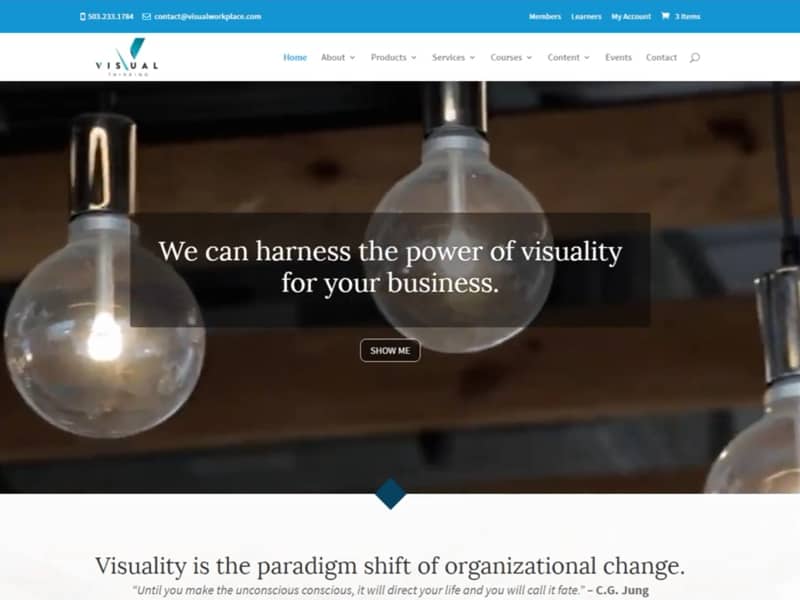 503.233.1784 contact@visualworkplace.com Members Learners My Account 3 Items
VISUAL
THINKING
Home About Products Services Courses Content Events Contact
We can harness the power of visuality
for your business.
SHOW ME
Visuality is the paradigm shift of organizational change.
“Until you make the unconscious conscious, it will direct your life and you will call it fate.” – C.G. Jung